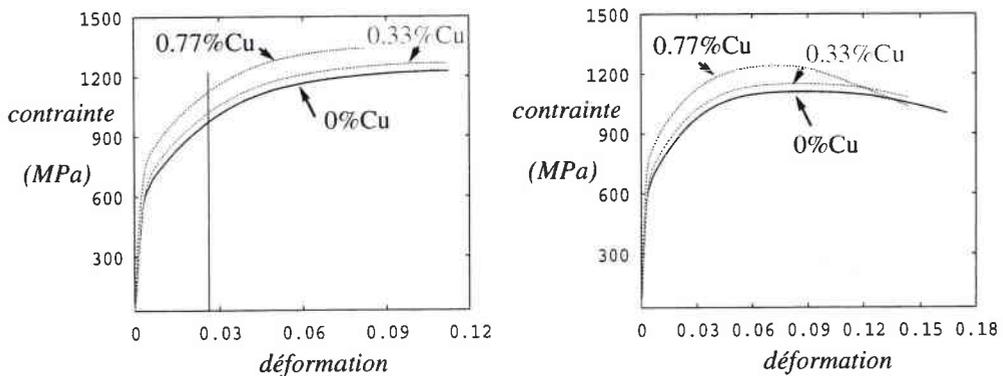 1500
1200
contrainte
900
(MPa)
600
300
0.77%Cu
0.33%Cu
0%Cu
0 0.03 0.06 0.09 0.12
déformation
1500
1200
contrainte
900
(MPa)
600
300
0.77%Cu
0.33%Cu
0%Cu
0 0.03 0.06 0.09 0.12 0.15 0.18
déformation